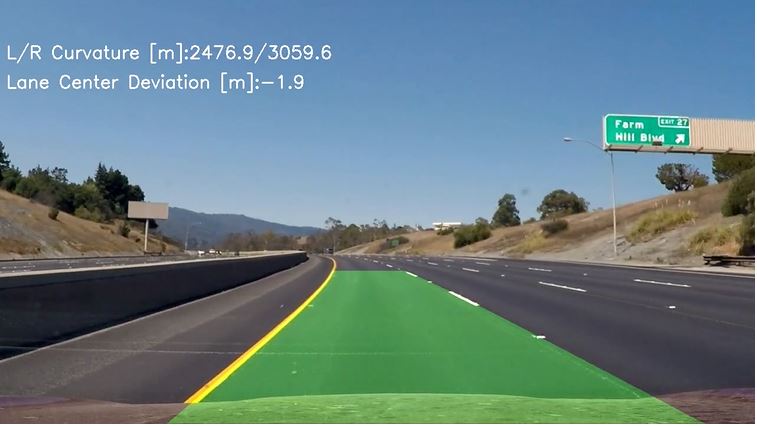 L/R Curvature [m]:2476.9/3059.6
Lane Center Deviation [m]:-1.9
EXIT 27
Farm
Hill Blvd